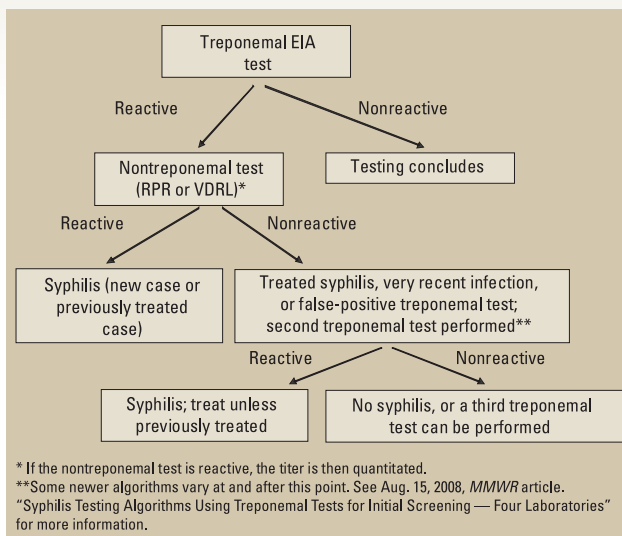 Treponemal EIA
test
Reactive
Nonreactive
Nontreponemal test
(RPR or VDRL)*
Testing concludes
Reactive
Nonreactive
Syphilis (new case or
previously treated
case)
Treated syphilis, very recent infection,
or false-positive treponemal test;
second treponemal test performed**
Reactive
Nonreactive
Syphilis; treat unless
previously treated
No syphilis, or a third treponemal
test can be performed
* If the nontreponemal test is reactive, the titer is then quantitated.
**Some newer algorithms vary at and after this point. See Aug. 15, 2008, MMWR article.
“Syphilis Testing Algorithms Using Treponemal Tests for Initial Screening — Four Laboratories”
for more information.